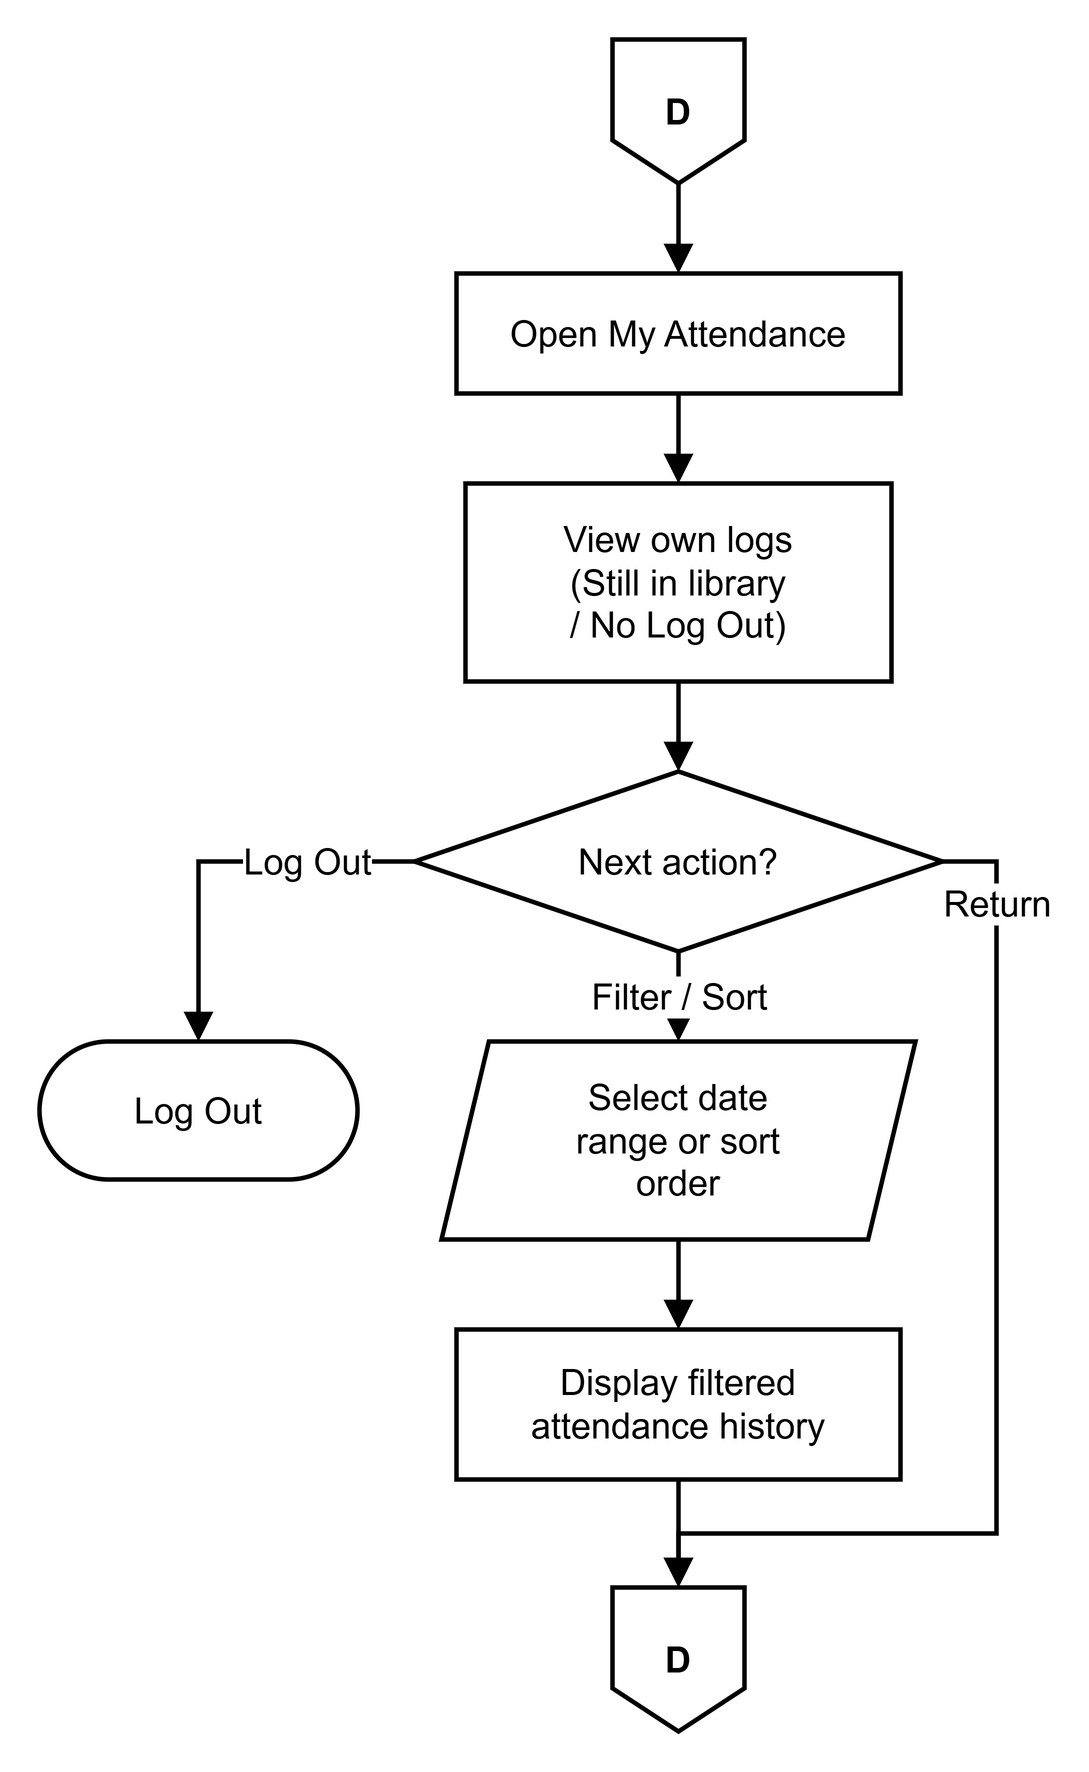 D
Open My Attendance
View own logs
(Still in library
/ No Log Out)
Next action?
Log Out
Return
Filter / Sort
Log Out
Select date
range or sort
order
Display filtered
attendance history
D